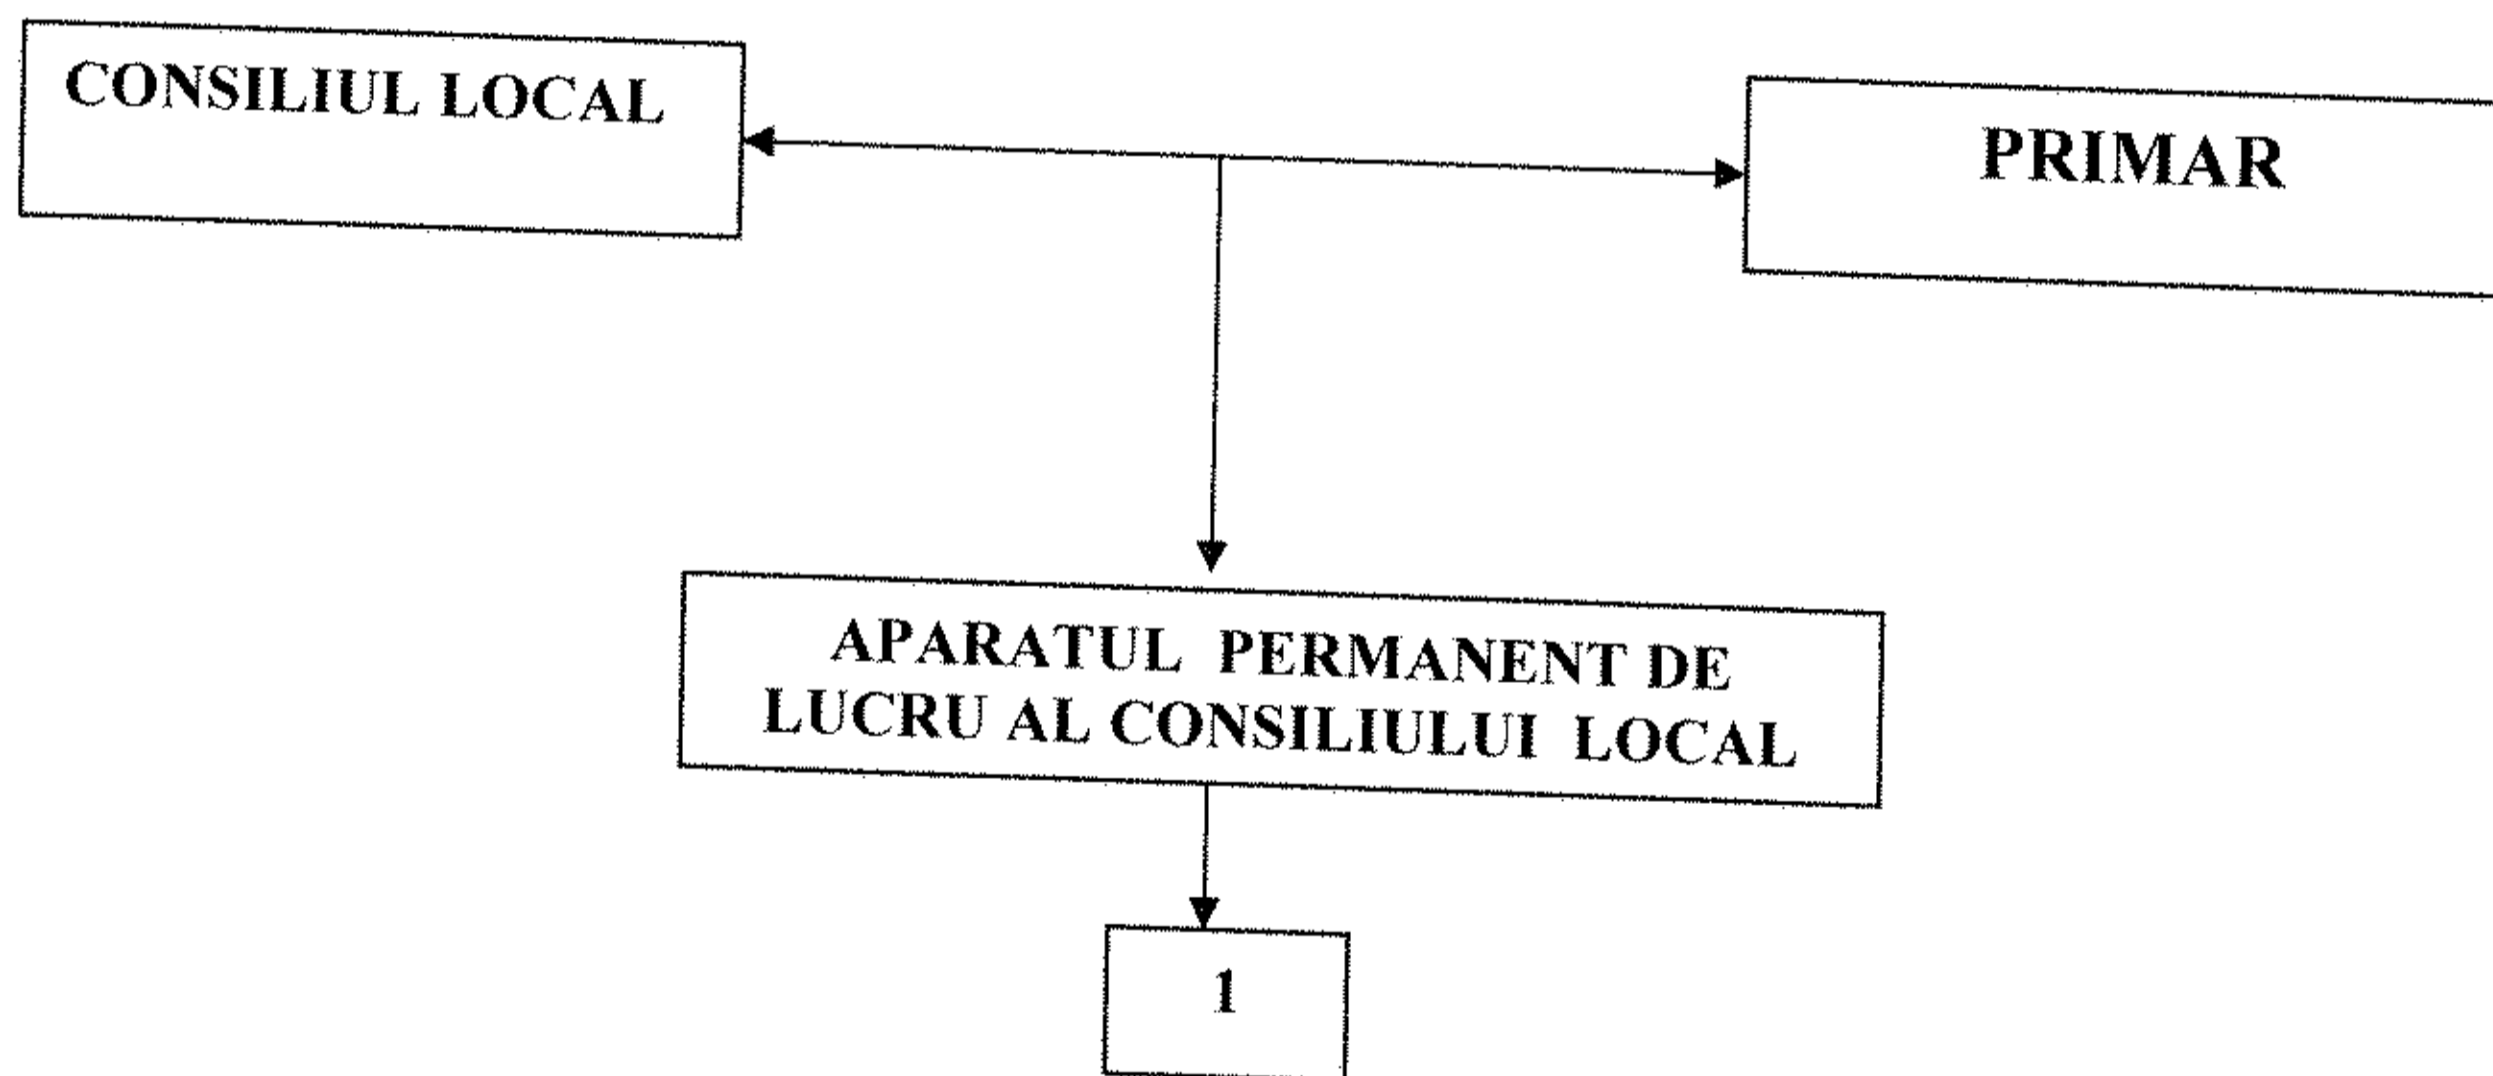 CONSILIUL LOCAL
PRIMAR
APARATUL PERMANENT DE
LUCRU AL CONSILIULUI LOCAL
1